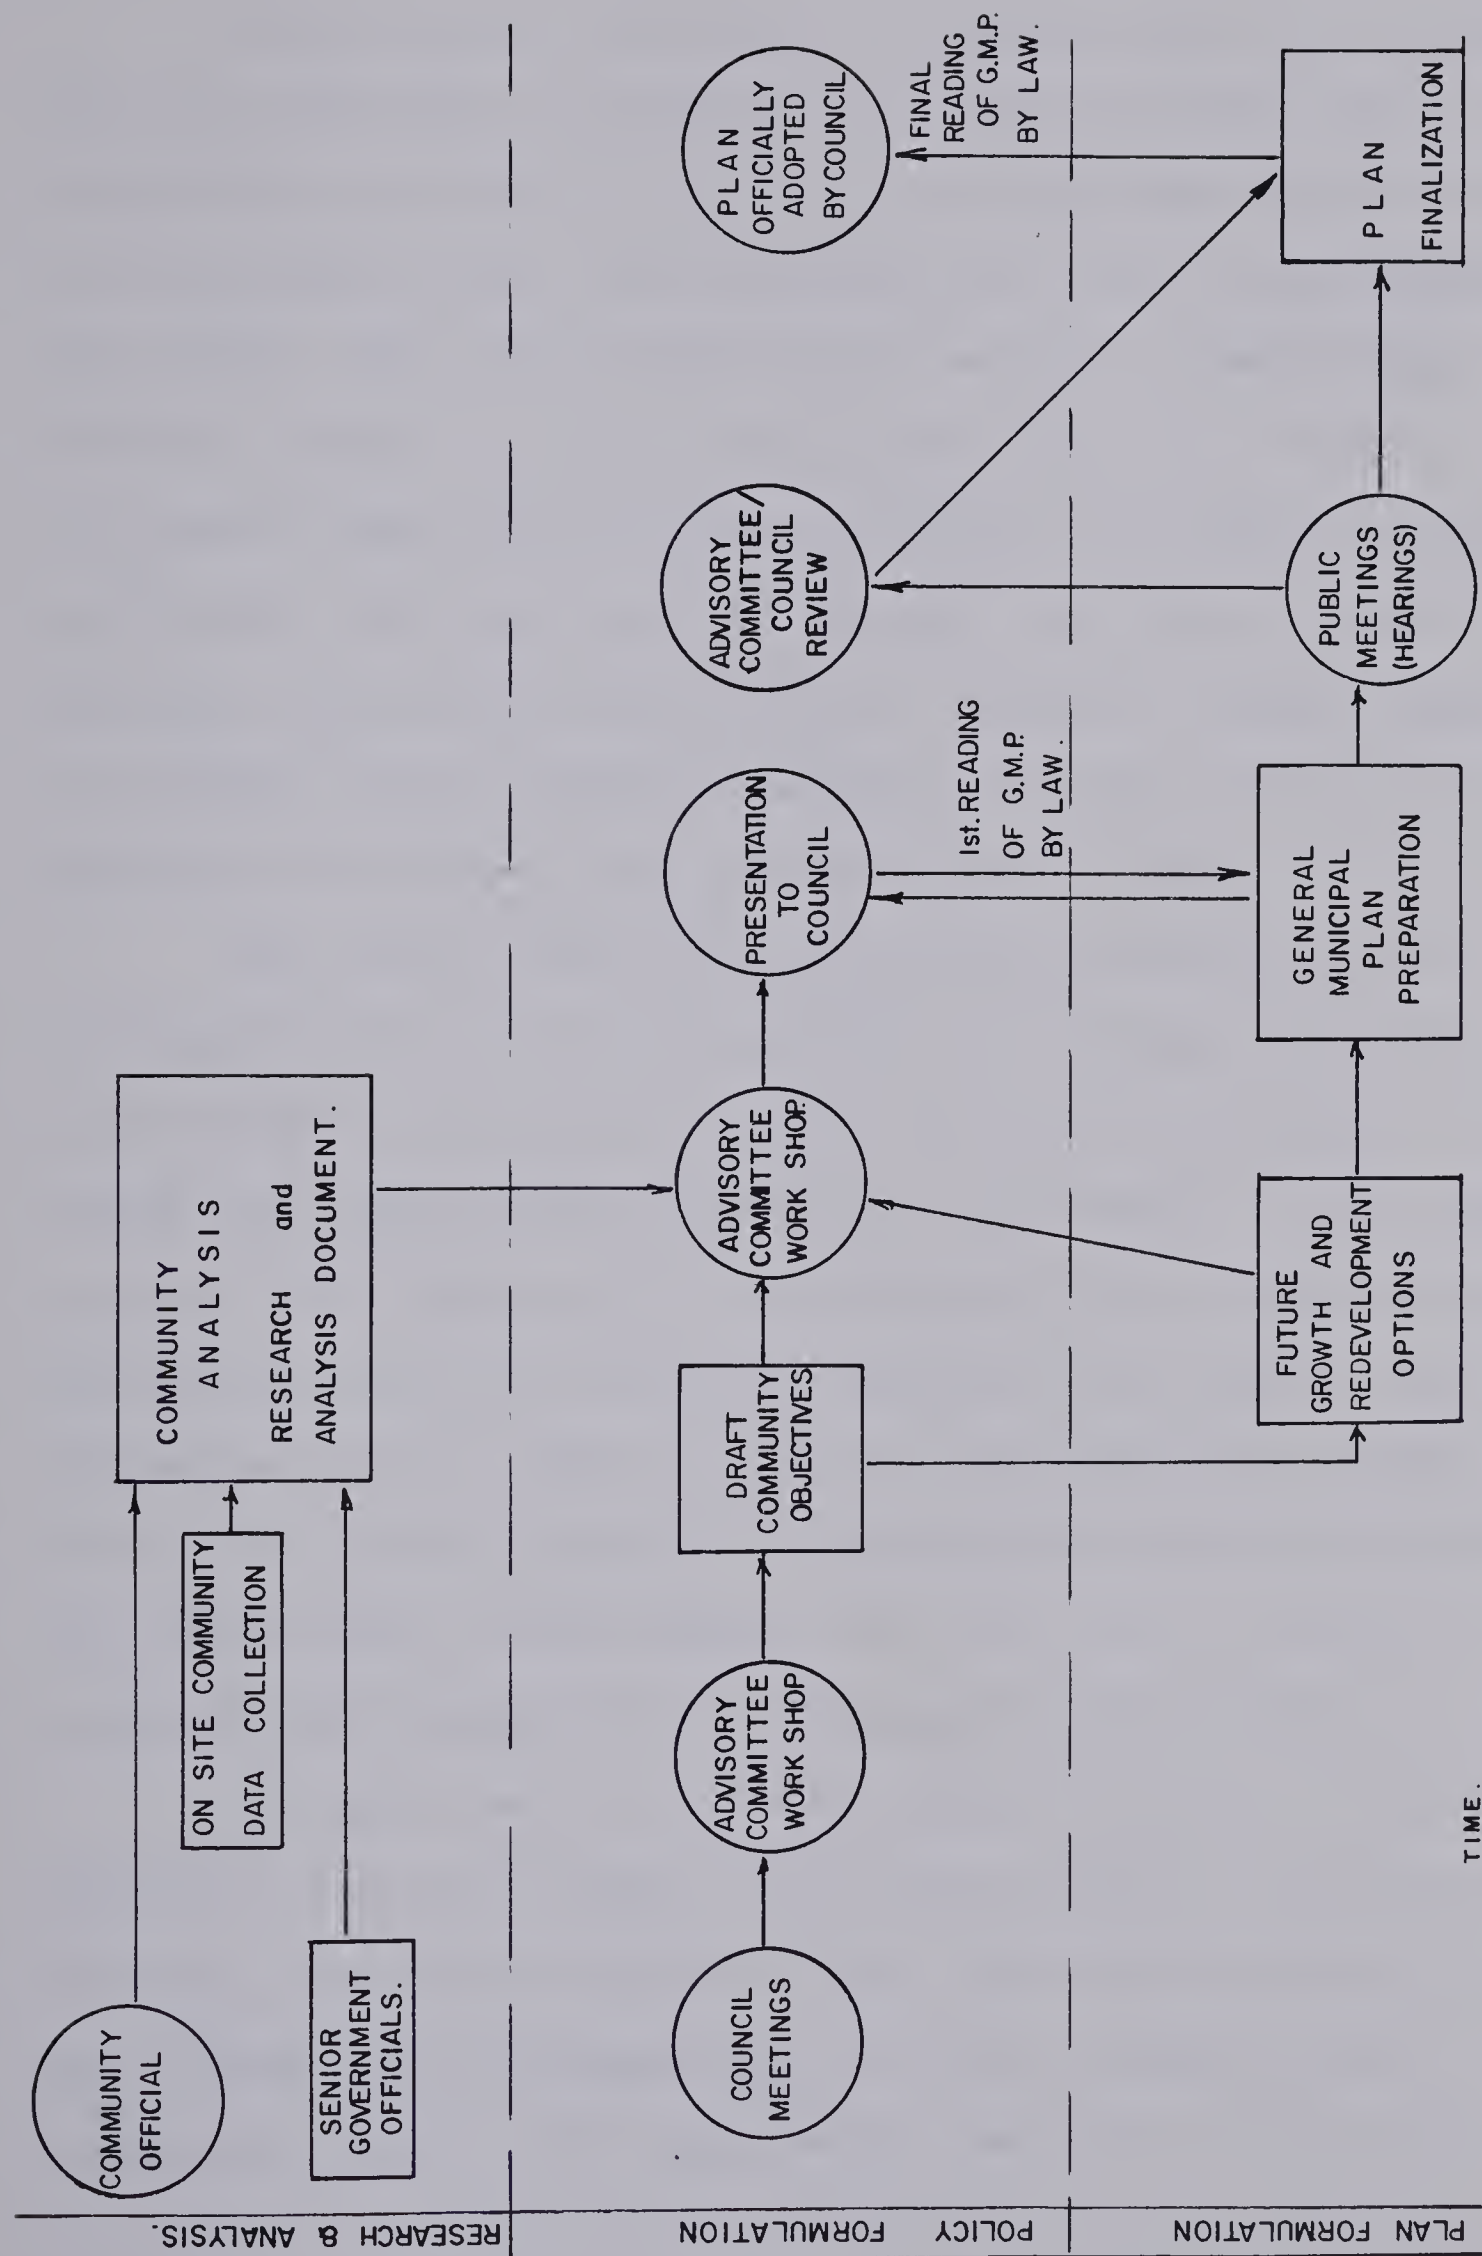 RESEARCH & ANALYSIS.
COMMUNITY
OFFICIAL
ON SITE COMMUNITY
DATA COLLECTION
SENIOR
GOVERNMENT
OFFICIALS.
COMMUNITY
ANALYSIS
RESEARCH and
ANALYSIS DOCUMENT.
POLICY FORMULATION
COUNCIL
MEETINGS
ADVISORY
COMMITTEE
WORK SHOP
DRAFT
COMMUNITY
OBJECTIVES
ADVISORY
COMMITTEE
WORK SHOP.
PRESENTATION
TO
COUNCIL
ADVISORY
COMMITTEE/
COUNCIL
REVIEW
PLAN
OFFICIALLY
ADOPTED
BY COUNCIL
1st. READING
OF G.M.P.
BY LAW.
FINAL
READING
OF G.M.P.
BY LAW.
PLAN FORMULATION
FUTURE
GROWTH AND
REDEVELOPMENT
OPTIONS
GENERAL
MUNICIPAL
PLAN
PREPARATION
PUBLIC
MEETINGS
(HEARINGS)
PLAN
FINALIZATION
TIME.